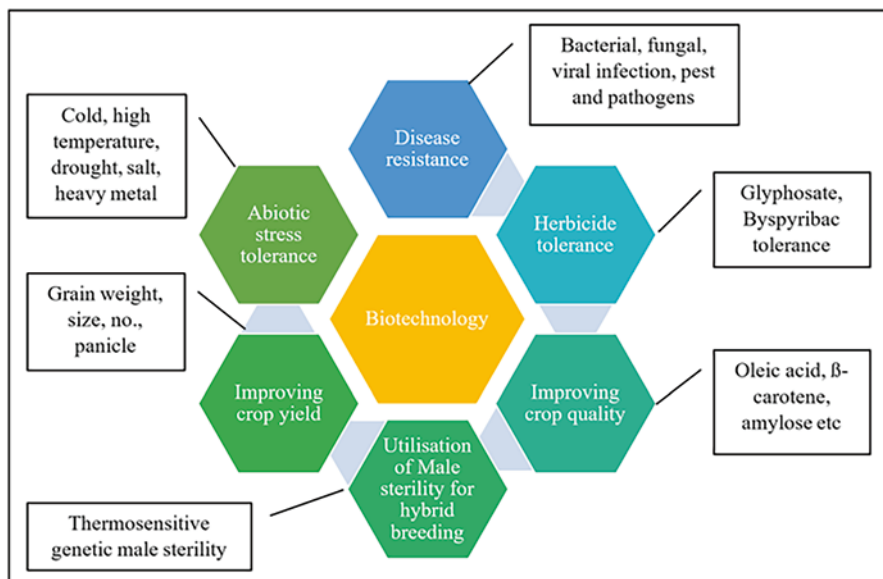 Bacterial, fungal,
viral infection, pest
and pathogens
Cold, high
temperature,
drought, salt,
heavy metal
Disease
resistance
Abiotic
stress
tolerance
Herbicide
tolerance
Glyphosate,
Byspyribac
tolerance
Grain weight,
size, no.,
panicle
Biotechnology
Improving
crop yield
Improving
crop quality
Oleic acid, ß-
carotene,
amylose etc
Utilisation
of Male
sterility for
hybrid
breeding
Thermosensitive
genetic male sterility